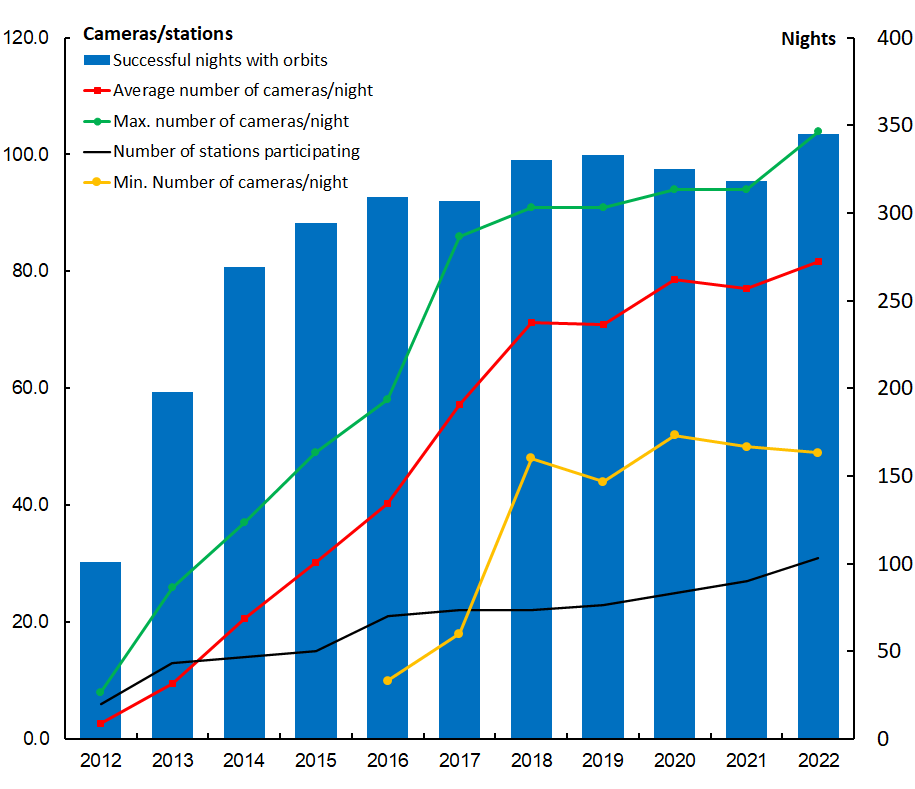 Cameras/stations
Nights
Successful nights with orbits
Average number of cameras/night
Max. number of cameras/night
Number of stations participating
Min. Number of cameras/night
120.0
100.0
80.0
60.0
40.0
20.0
0.0
400
350
300
250
200
150
100
50
0
2012 2013 2014 2015 2016 2017 2018 2019 2020 2021 2022